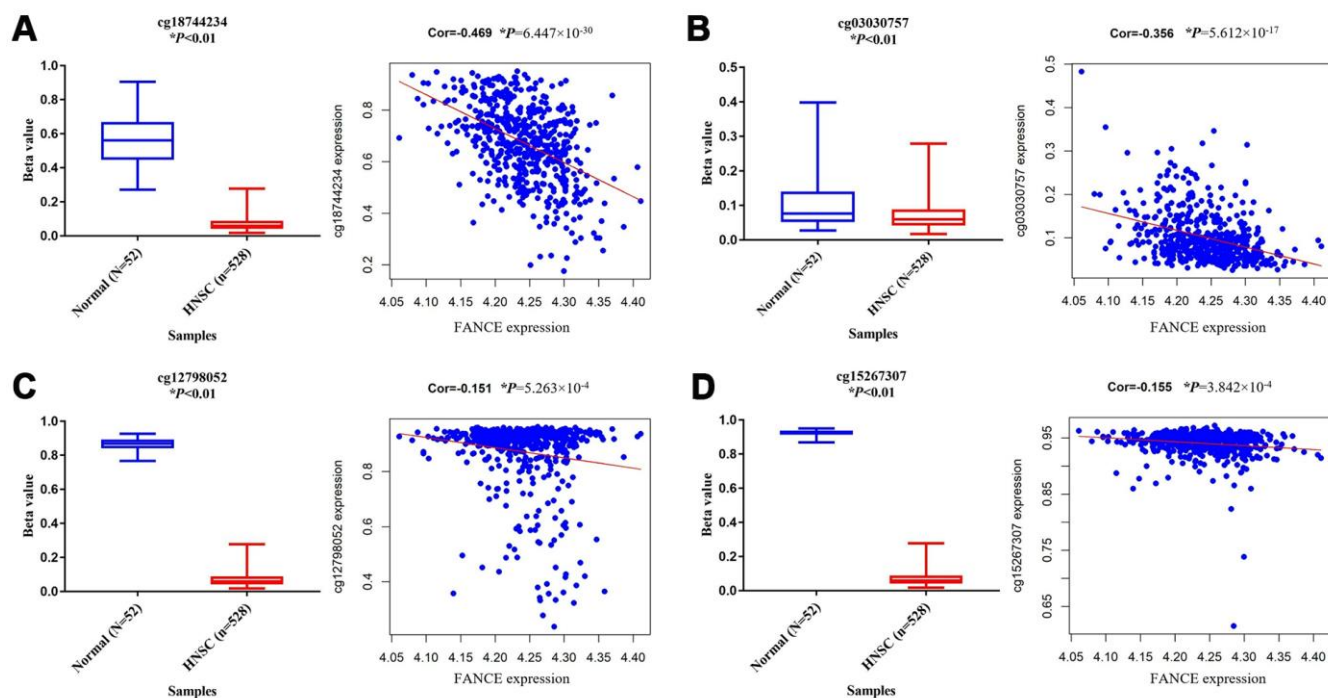 A
cg18744234
*P<0.01
Beta value
1.0
0.8
0.6
0.4
0.2
0.0
Normal (N=52)
HNSC (n=528)
Samples
Cor=-0.469 *P=6.447×10-30
cg18744234 expression
0.8
0.6
0.4
0.2
4.05 4.10 4.15 4.20 4.25 4.30 4.35 4.40
FANCE expression
B
cg03030757
*P<0.01
Beta value
0.5
0.4
0.3
0.2
0.1
0.0
Normal (N=52)
HNSC (n=528)
Samples
Cor=-0.356 *P=5.612×10-17
cg03030757 expression
0.5
0.4
0.3
0.2
0.1
4.05 4.10 4.15 4.20 4.25 4.30 4.35 4.40
FANCE expression
C
cg12798052
*P<0.01
Beta value
1.0
0.8
0.6
0.4
0.2
0.0
Normal (N=52)
HNSC (n=528)
Samples
Cor=-0.151 *P=5.263×10-4
cg12798052 expression
0.8
0.6
0.4
4.05 4.10 4.15 4.20 4.25 4.30 4.35 4.40
FANCE expression
D
cg15267307
*P<0.01
Beta value
1.0
0.8
0.6
0.4
0.2
0.0
Normal (N=52)
HNSC (n=528)
Samples
Cor=-0.155 *P=3.842×10-4
cg15267307 expression
0.95
0.85
0.75
0.65
4.05 4.10 4.15 4.20 4.25 4.30 4.35 4.40
FANCE expression